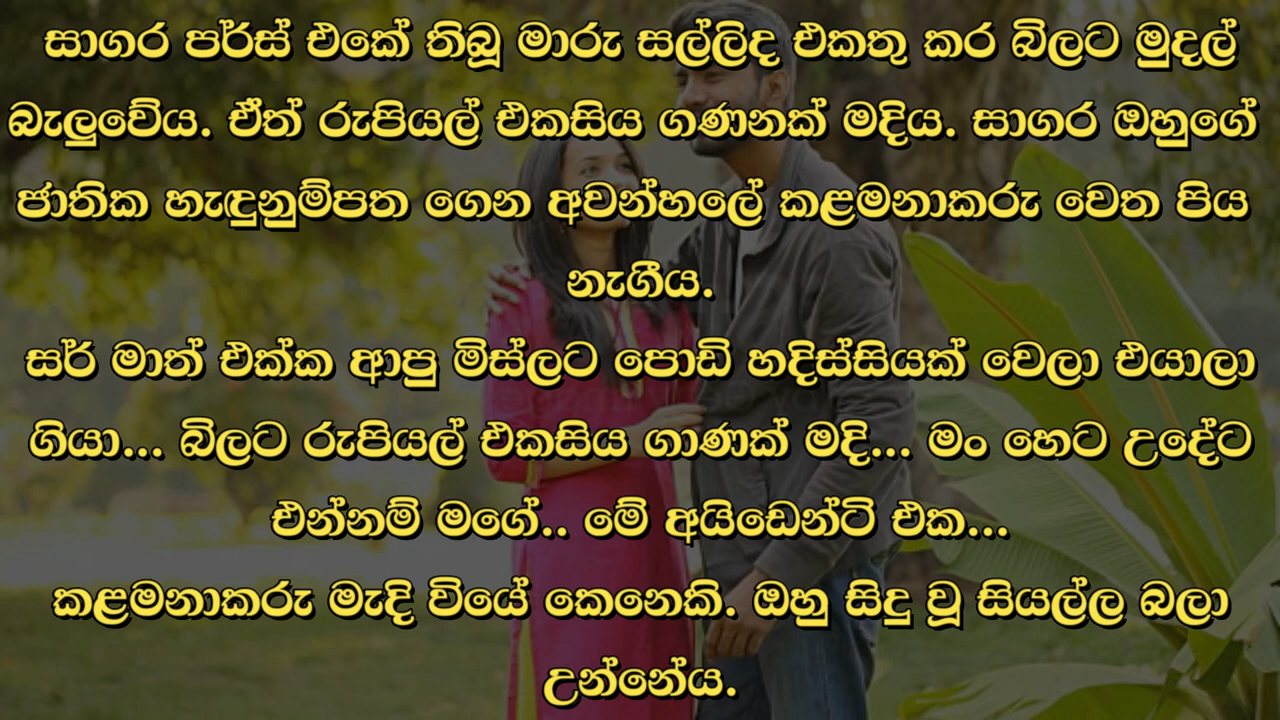 සාගර පර්ස් එකේ තිබූ මාරු සල්ලිද එකතු කර බිලට මුදල්
බැලුවේය. ඒත් රුපියල් එකසිය ගණනක් මදිය. සාගර ඔහුගේ
ජාතික හැඳුනුම්පත ගෙන අවන්හලේ කළමනාකරු වෙත පිය
නැගීය.
සර් මාත් එක්ක ආපු මිස්ලට පොඩි හදිස්සියක් වෙලා එයාලා
ගියා... බිලට රුපියල් එකසිය ගාණක් මදි... මං හෙට උදේට
එන්නම් මගේ.. මේ අයිඩෙන්ටි එක...
කළමනාකරු මැදි වියේ කෙනෙකි. ඔහු සිදු වූ සියල්ල බලා
උන්නේය.